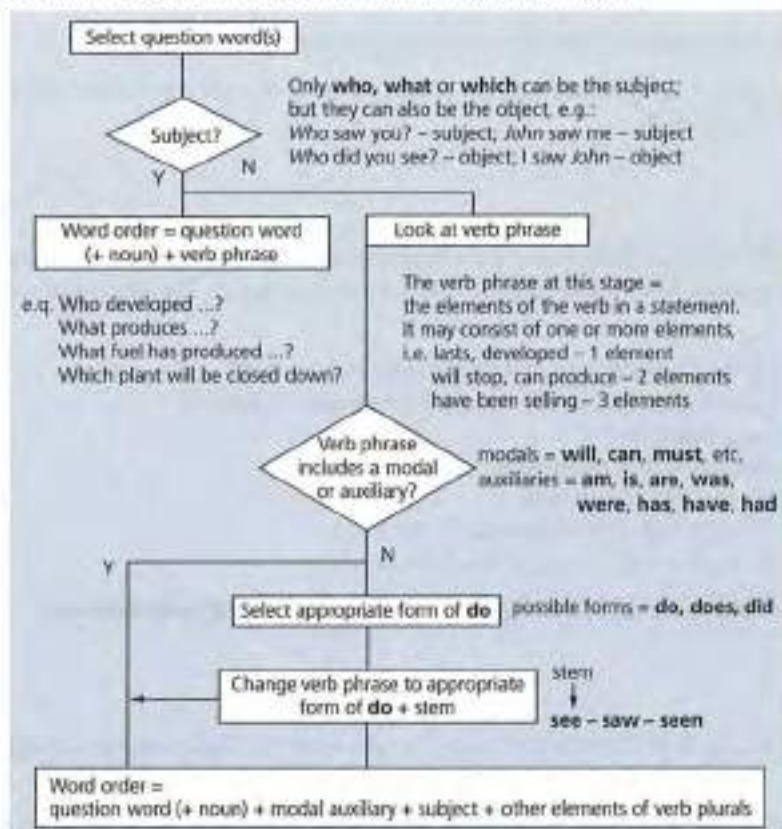 Select question word(s)
Only who, what or which can be the subject;
but they can also be the object, e.g.:
Who saw you? – subject; John saw me – subject
Who did you see? – object; I saw John – object
Subject?
Y
N
Word order = question word
(+ noun) + verb phrase
Look at verb phrase
e.g. Who developed ...?
What produces ...?
What fuel has produced ...?
Which plant will be closed down?
The verb phrase at this stage =
the elements of the verb in a statement.
It may consist of one or more elements,
i.e. lasts, developed – 1 element
will stop, can produce – 2 elements
have been selling – 3 elements
Verb phrase
includes a modal
or auxiliary?
modals = will, can, must, etc.
auxiliaries = am, is, are, was,
were, has, have, had
Y
N
Select appropriate form of do
possible forms = do, does, did
Change verb phrase to appropriate
form of do + stem
stem
see – saw – seen
Word order =
question word (+ noun) + modal auxiliary + subject + other elements of verb plurals